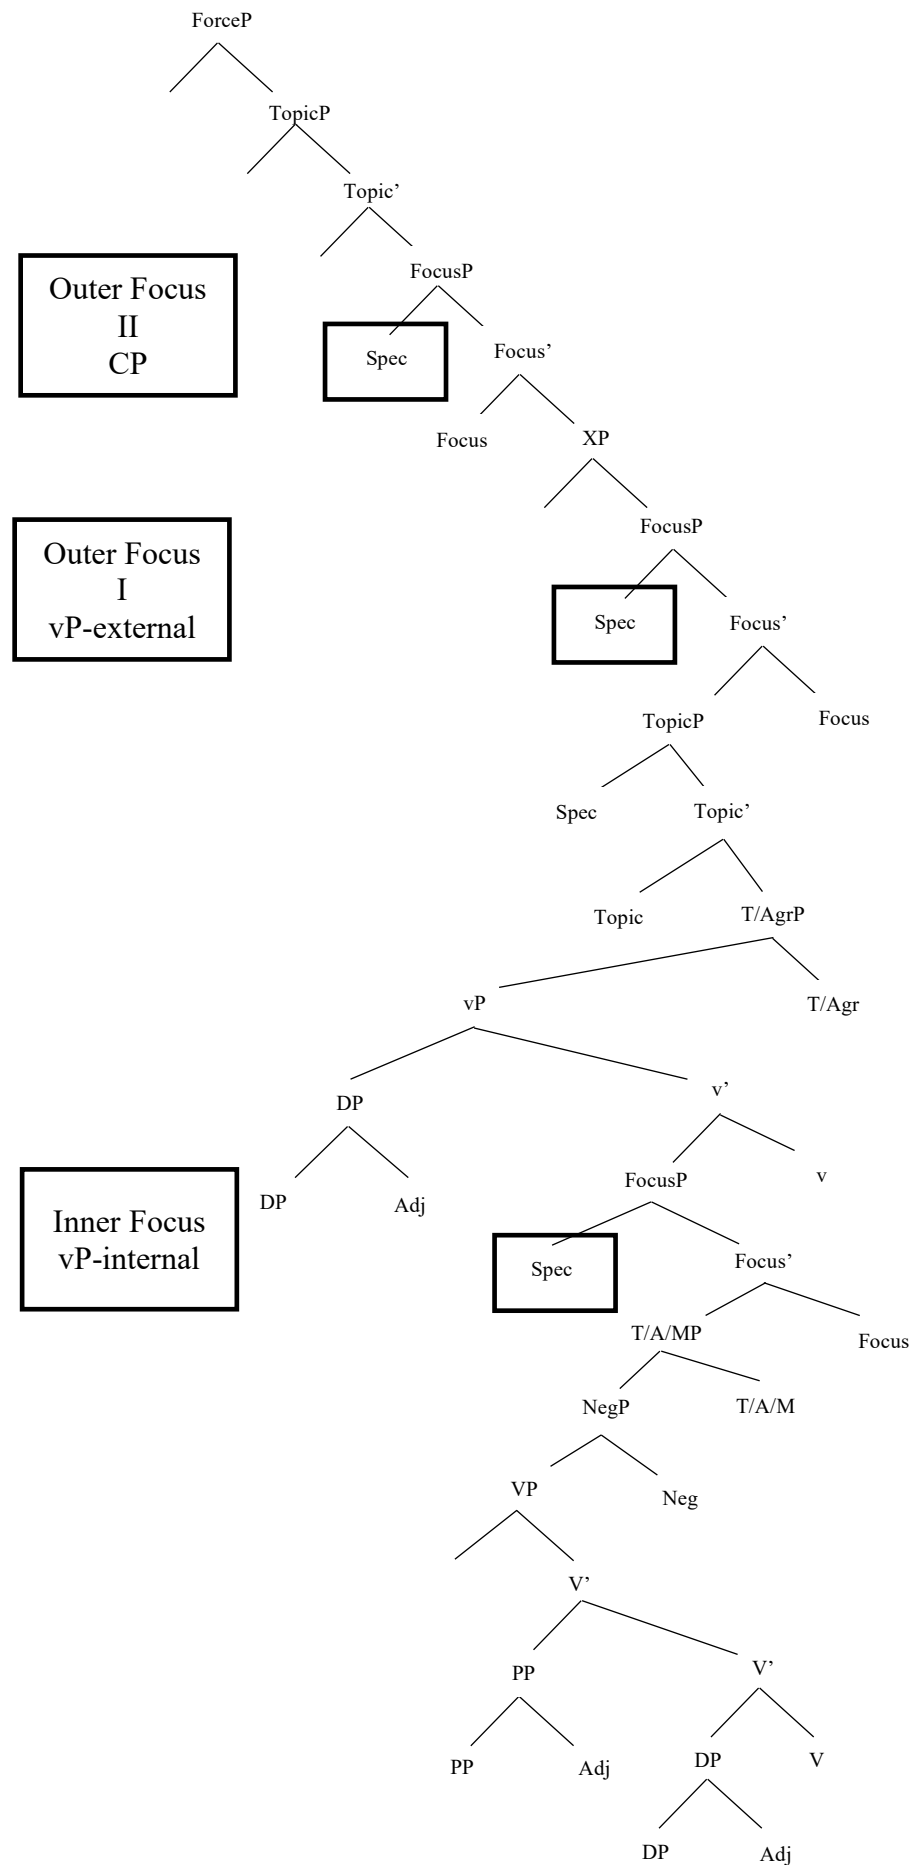 ForceP
TopicP
Topic’
FocusP
Outer Focus
II
CP
Spec
Focus’
Focus
XP
FocusP
Outer Focus
I
vP-external
Spec
Focus’
TopicP
Focus
Spec
Topic’
Topic
T/AgrP
vP
T/Agr
DP
v’
DP
Adj
FocusP
v
Inner Focus
vP-internal
Spec
Focus’
T/A/MP
Focus
NegP
T/A/M
VP
Neg
V’
PP
V’
PP
Adj
DP
V
DP
Adj